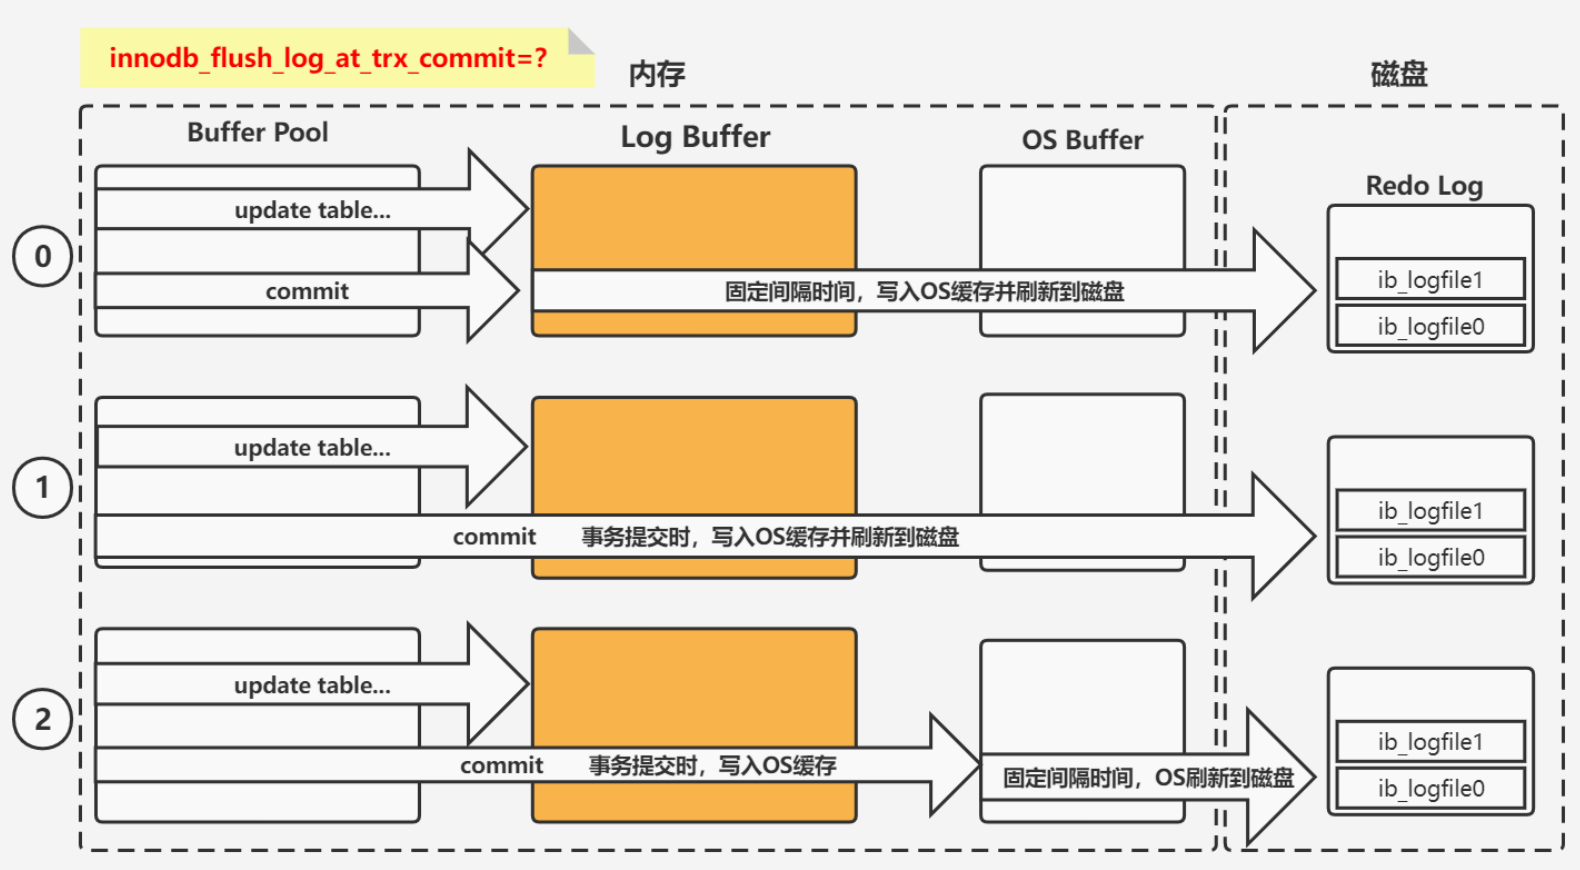 innodb_flush_log_at_trx_commit=?
内存
磁盘
Buffer Pool
Log Buffer
OS Buffer
Redo Log
0
update table...
commit
固定间隔时间，写入OS缓存并刷新到磁盘
ib_logfile1
ib_logfile0
1
update table...
commit 事务提交时，写入OS缓存并刷新到磁盘
ib_logfile1
ib_logfile0
2
update table...
commit 事务提交时，写入OS缓存
固定间隔时间，OS刷新到磁盘
ib_logfile1
ib_logfile0